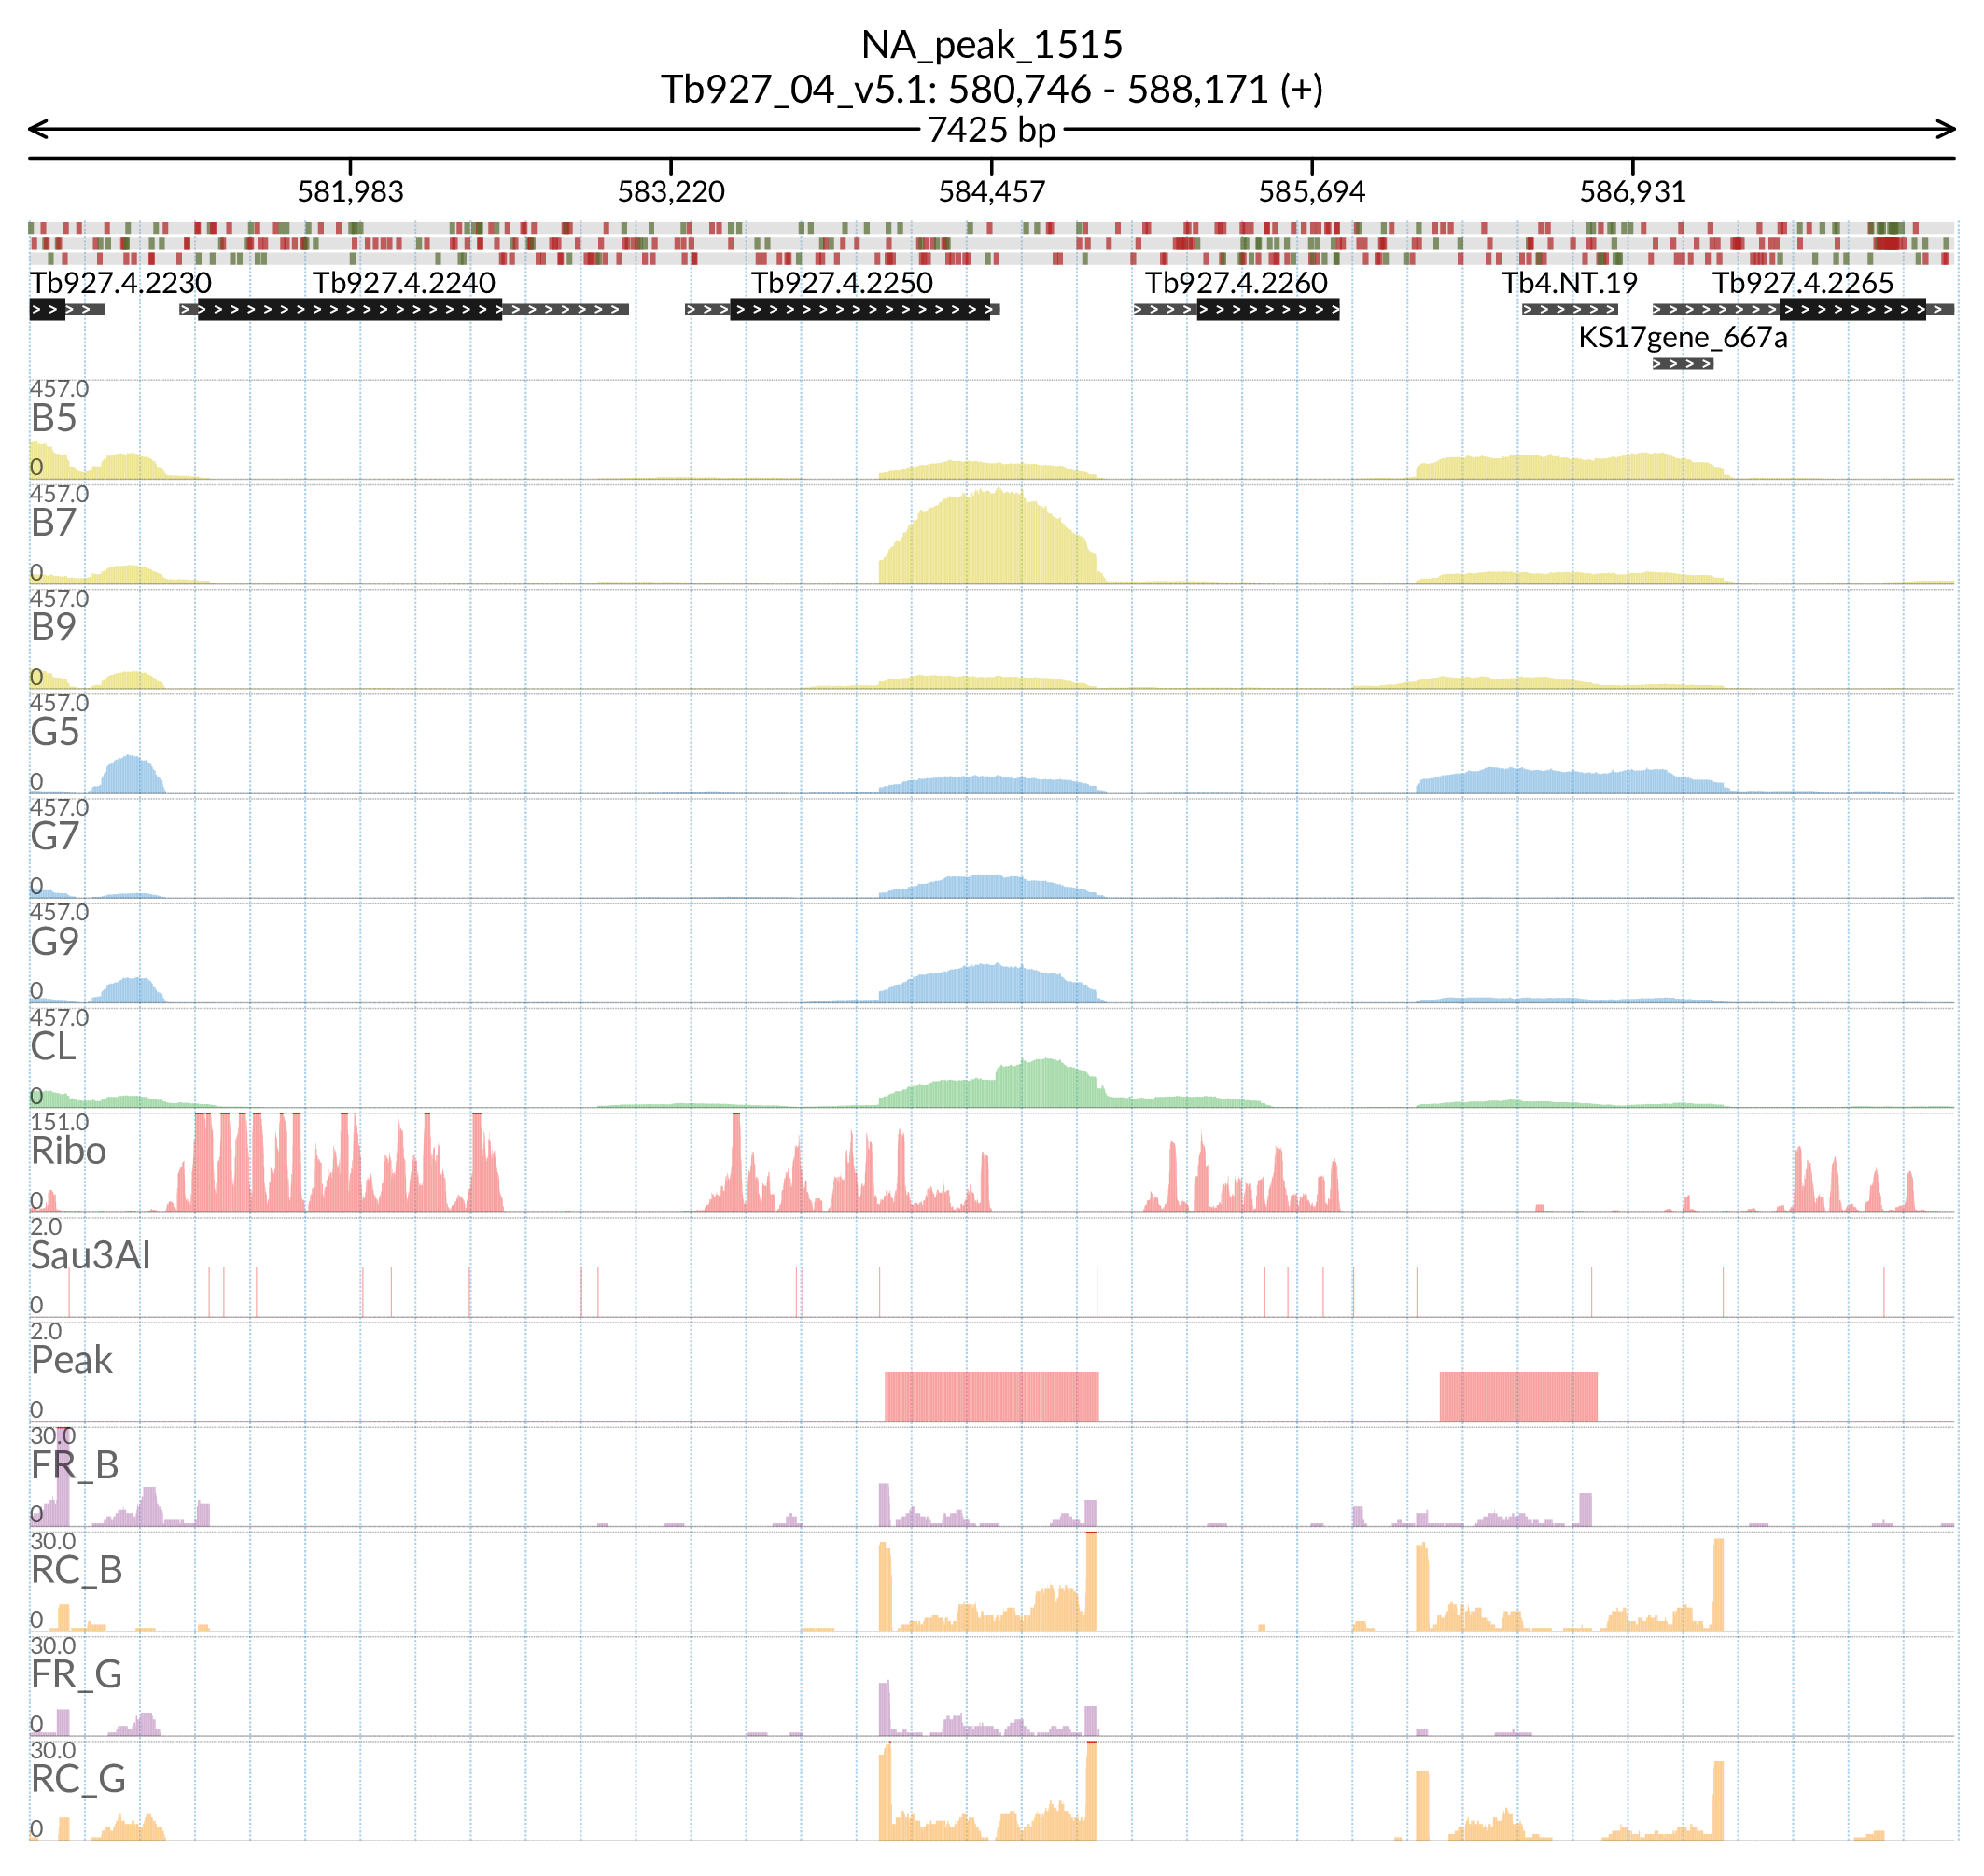 NA_peak_1515
Tb927_04_v5.1: 580,746 - 588,171 (+)
7425 bp
581,983 583,220 584,457 585,694 586,931
Tb927.4.2230 Tb927.4.2240 Tb927.4.2250 Tb927.4.2260 Tb4.NT.19 Tb927.4.2265
KS17gene_667a
457.0
B5
0
457.0
B7
0
457.0
B9
0
457.0
G5
0
457.0
G7
0
457.0
G9
0
457.0
CL
0
151.0
Ribo
0
2.0
Sau3AI
0
2.0
Peak
0
30.0
FR_B
0
30.0
RC_B
0
30.0
FR_G
0
30.0
RC_G
0